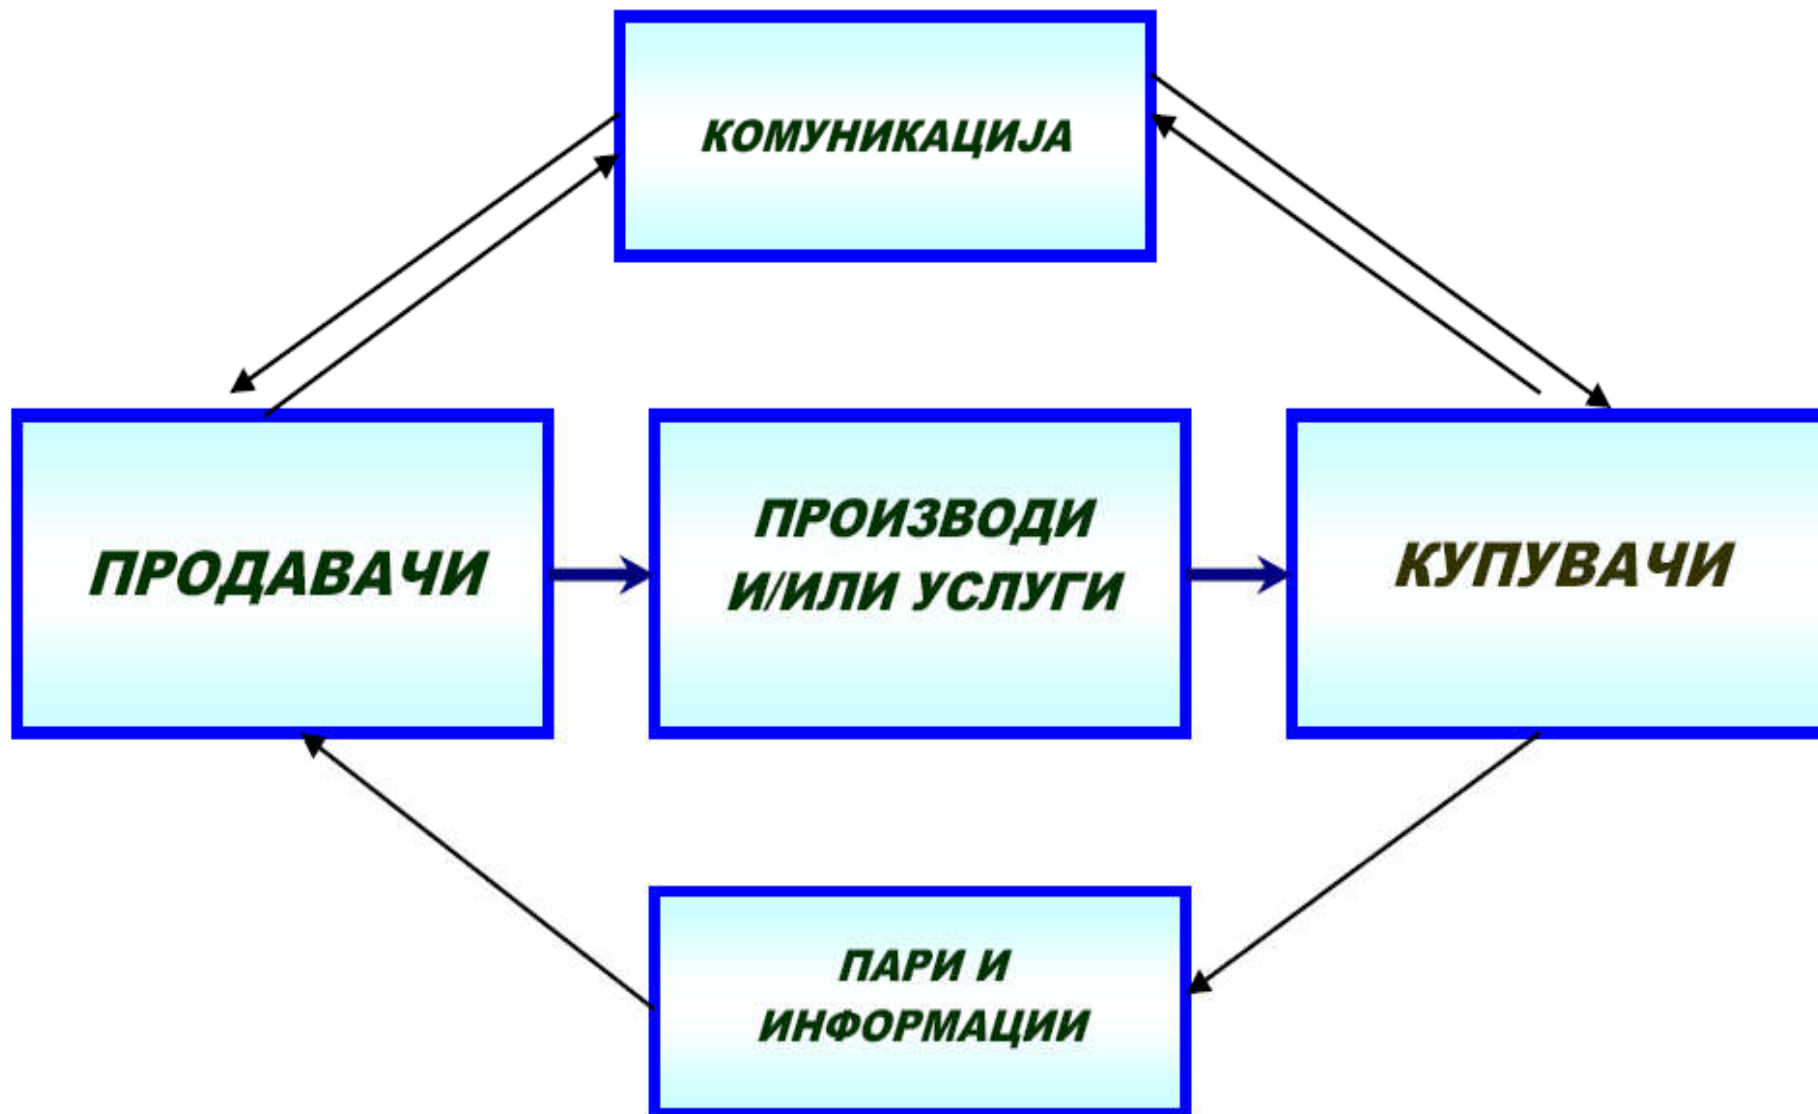 КОМУНИКАЦИЈА
ПРОДАВАЧИ
ПРОИЗВОДИ
И/ИЛИ УСЛУГИ
КУПУВАЧИ
ПАРИ И
ИНФОРМАЦИИ